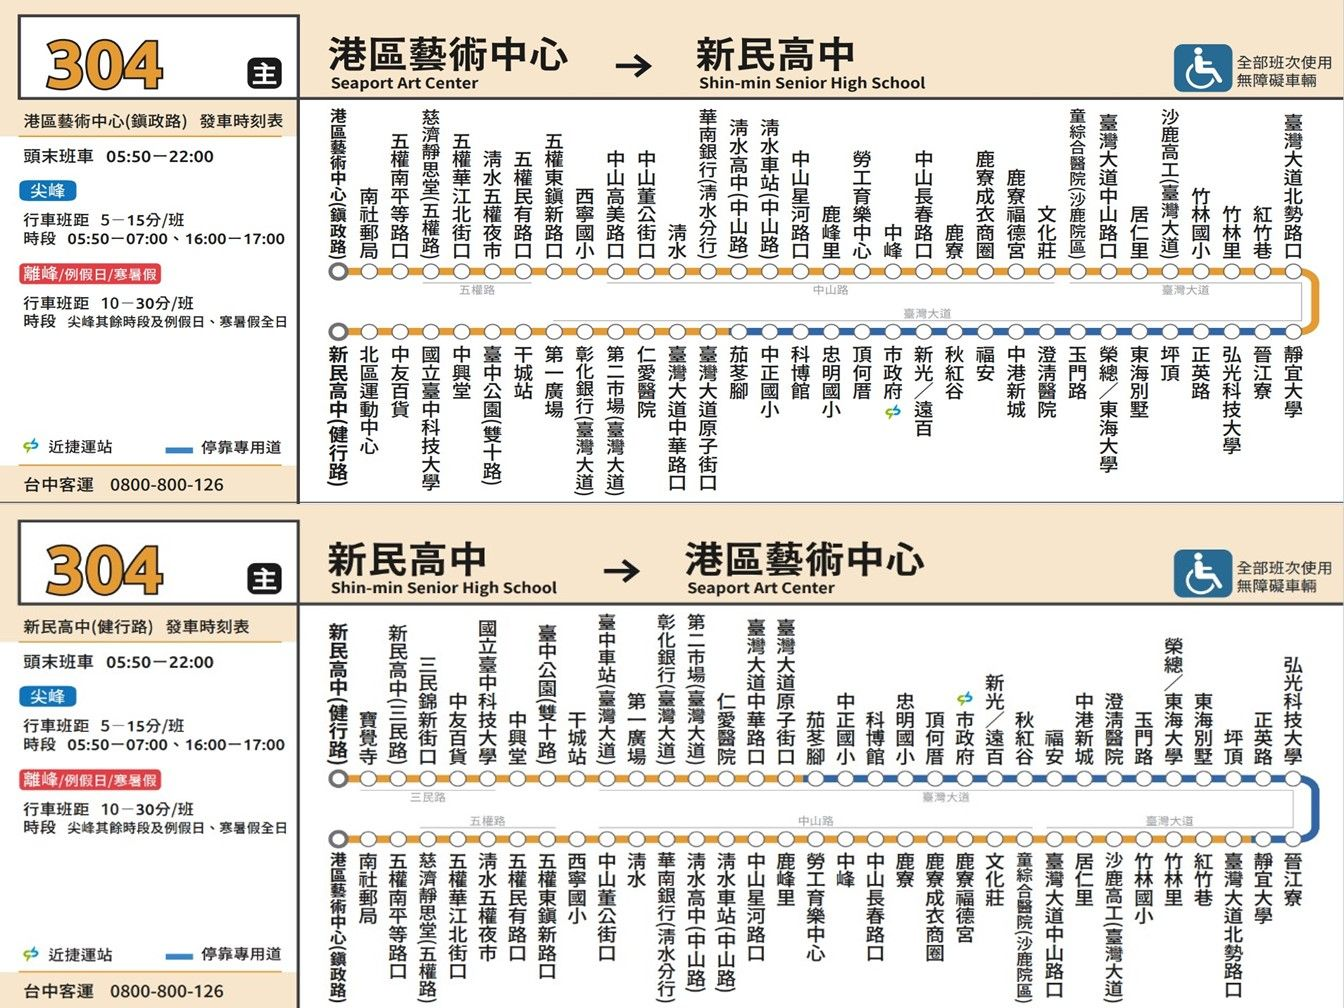 304 主
港區藝術中心 → 新民高中
Seaport Art Center Shin-min Senior High School
全部班次使用
無障礙車輛
港區藝術中心(鎮政路) 發車時刻表
頭末班車 05:50－22:00
尖峰
行車班距 5－15分/班
時段 05:50－07:00、16:00－17:00
離峰/例假日/寒暑假
行車班距 10－30分/班
時段 尖峰其餘時段及例假日、寒暑假全日
近捷運站 停靠專用道
台中客運 0800-800-126
港區藝術中心(鎮政路)
南社郵局
五權南平等路口
慈濟靜思堂(五權路)
五權華江北街口
清水五權夜市
五權民有路口
五權東鎮新路口
西寧國小
中山高美路口
中山董公街口
清水
華南銀行(清水分行)
清水高中(中山路)
清水車站(中山路)
中山星河路口
鹿峰里
勞工育樂中心
中峰
中山長春路口
鹿寮
鹿寮成衣商圈
鹿寮福德宮
文化莊
童綜合醫院(沙鹿院區)
臺灣大道中山路口
居仁里
沙鹿高工(臺灣大道)
竹林國小
竹林里
紅竹巷
臺灣大道北勢路口
五權路
中山路
臺灣大道
臺灣大道
新民高中(健行路)
北區運動中心
中友百貨
國立臺中科技大學
中興堂
臺中公園(雙十路)
干城站
第一廣場
彰化銀行(臺灣大道)
第二市場(臺灣大道)
仁愛醫院
臺灣大道中華路口
臺灣大道原子街口
茄苳腳
中正國小
科博館
忠明國小
頂何厝
市政府
新光／遠百
秋紅谷
福安
中港新城
澄清醫院
玉門路
榮總／東海大學
東海別墅
坪頂
正英路
弘光科技大學
晉江寮
靜宜大學
304 主
新民高中 → 港區藝術中心
Shin-min Senior High School Seaport Art Center
全部班次使用
無障礙車輛
新民高中(健行路) 發車時刻表
頭末班車 05:50－22:00
尖峰
行車班距 5－15分/班
時段 05:50－07:00、16:00－17:00
離峰/例假日/寒暑假
行車班距 10－30分/班
時段 尖峰其餘時段及例假日、寒暑假全日
近捷運站 停靠專用道
台中客運 0800-800-126
新民高中(健行路)
寶覺寺
新民高中(三民路)
三民錦新街口
中友百貨
國立臺中科技大學
中興堂
臺中公園(雙十路)
干城站
臺中車站(臺灣大道)
第一廣場
彰化銀行(臺灣大道)
第二市場(臺灣大道)
仁愛醫院
臺灣大道中華路口
臺灣大道原子街口
茄苳腳
中正國小
科博館
忠明國小
頂何厝
市政府
新光／遠百
秋紅谷
福安
中港新城
澄清醫院
玉門路
榮總／東海大學
東海別墅
坪頂
正英路
弘光科技大學
三民路
臺灣大道
五權路
中山路
臺灣大道
港區藝術中心(鎮政路)
南社郵局
五權南平等路口
慈濟靜思堂(五權路)
五權華江北街口
清水五權夜市
五權民有路口
五權東鎮新路口
西寧國小
中山董公街口
清水
華南銀行(清水分行)
清水高中(中山路)
清水車站(中山路)
中山星河路口
鹿峰里
勞工育樂中心
中峰
中山長春路口
鹿寮
鹿寮成衣商圈
鹿寮福德宮
文化莊
童綜合醫院(沙鹿院區)
臺灣大道中山路口
居仁里
沙鹿高工(臺灣大道)
竹林國小
竹林里
紅竹巷
臺灣大道北勢路口
靜宜大學
晉江寮